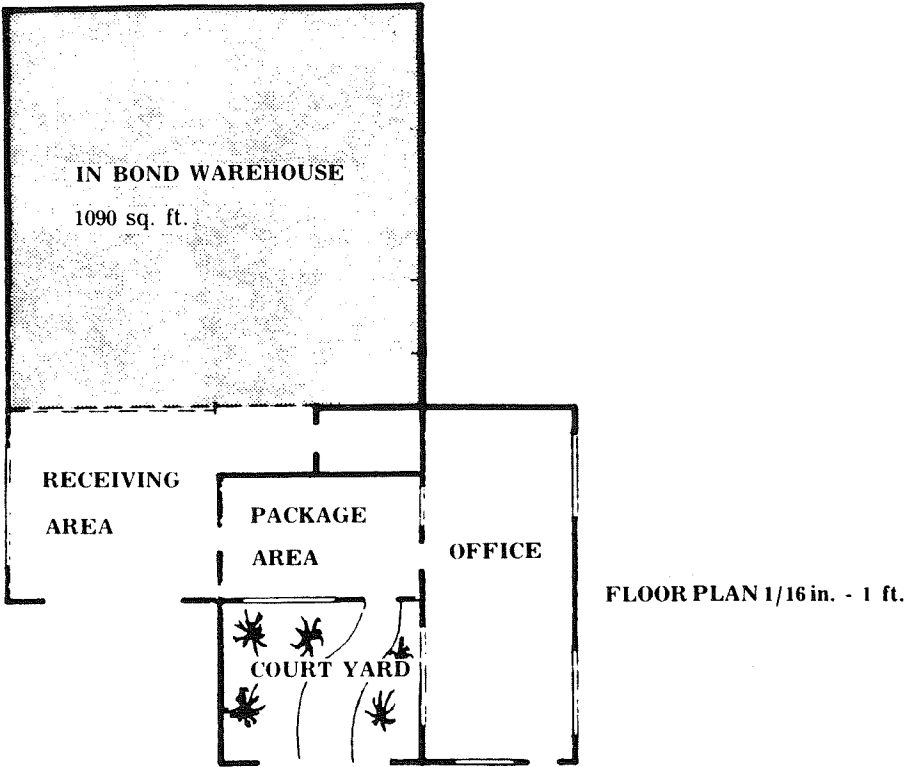 IN BOND WAREHOUSE
1090 sq. ft.
RECEIVING
AREA
PACKAGE
AREA
OFFICE
FLOOR PLAN 1/16 in. - 1 ft.
COURT YARD